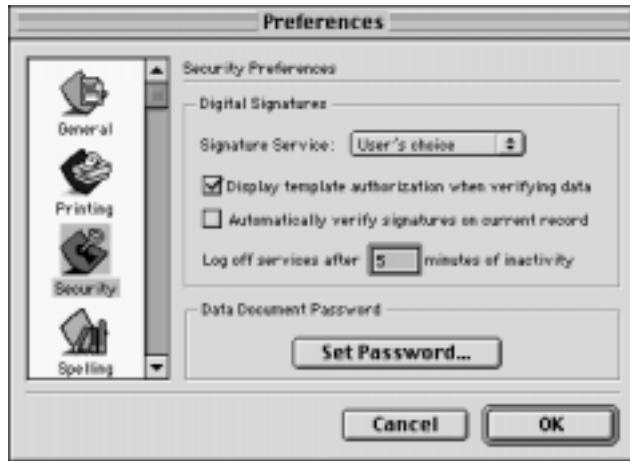 Preferences
General
Printing
Security
Spelling
Security Preferences
Digital Signatures
Signature Service: User's choice
Display template authorization when verifying data
Automatically verify signatures on current record
Log off services after 5 minutes of inactivity
Data Document Password
Set Password...
Cancel OK